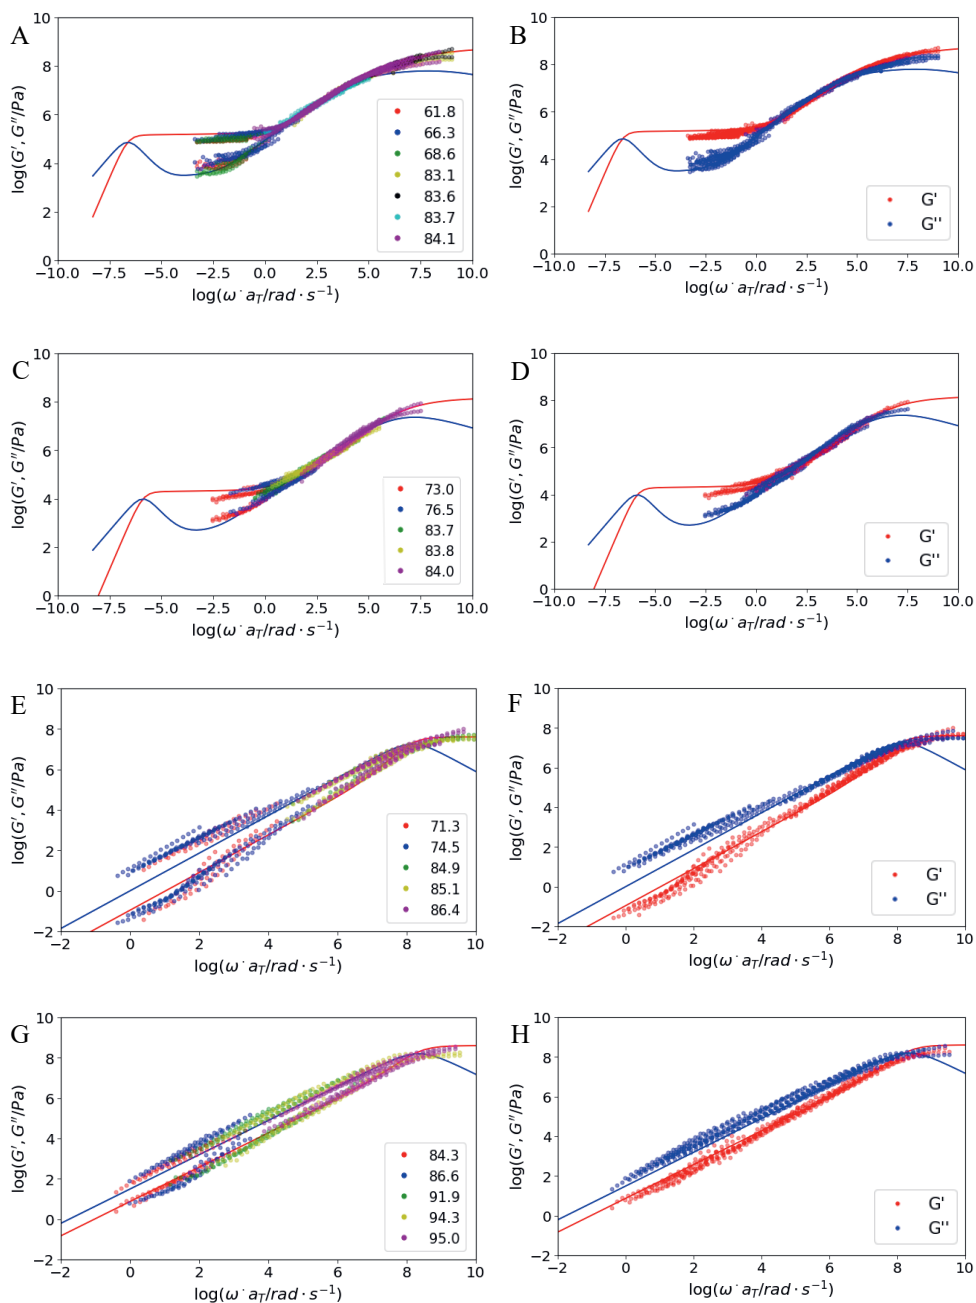 A
log(G′, G″/Pa)
10
8
6
4
2
0
61.8
66.3
68.6
83.1
83.6
83.7
84.1
−10.0 −7.5 −5.0 −2.5 0.0 2.5 5.0 7.5 10.0
log(ω· a_T/rad · s⁻¹)
B
log(G′, G″/Pa)
10
8
6
4
2
0
G'
G''
−10.0 −7.5 −5.0 −2.5 0.0 2.5 5.0 7.5 10.0
log(ω· a_T/rad · s⁻¹)
C
log(G′, G″/Pa)
10
8
6
4
2
0
73.0
76.5
83.7
83.8
84.0
−10.0 −7.5 −5.0 −2.5 0.0 2.5 5.0 7.5 10.0
log(ω· a_T/rad · s⁻¹)
D
log(G′, G″/Pa)
10
8
6
4
2
0
G'
G''
−10.0 −7.5 −5.0 −2.5 0.0 2.5 5.0 7.5 10.0
log(ω· a_T/rad · s⁻¹)
E
log(G′, G″/Pa)
10
8
6
4
2
0
−2
71.3
74.5
84.9
85.1
86.4
−2 0 2 4 6 8 10
log(ω· a_T/rad · s⁻¹)
F
log(G′, G″/Pa)
10
8
6
4
2
0
−2
G'
G''
−2 0 2 4 6 8 10
log(ω· a_T/rad · s⁻¹)
G
log(G′, G″/Pa)
10
8
6
4
2
0
−2
84.3
86.6
91.9
94.3
95.0
−2 0 2 4 6 8 10
log(ω· a_T/rad · s⁻¹)
H
log(G′, G″/Pa)
10
8
6
4
2
0
−2
G'
G''
−2 0 2 4 6 8 10
log(ω· a_T/rad · s⁻¹)